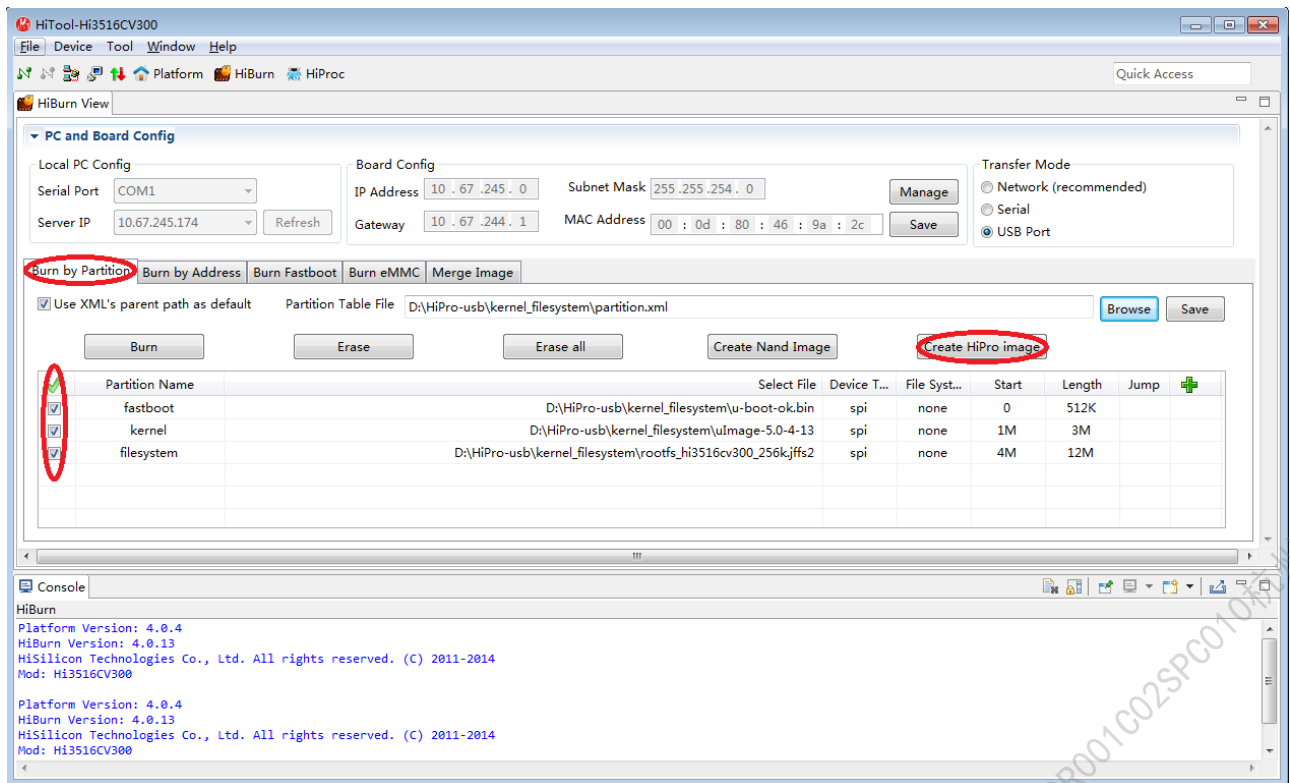 HiTool-Hi3516CV300
File Device Tool Window Help
Platform HiBurn HiProc Quick Access
HiBurn View
PC and Board Config
Local PC Config Board Config Transfer Mode
Serial Port COM1 IP Address 10 . 67 .245 . 0 Subnet Mask 255 .255 .254 . 0 Manage Network (recommended)
Serial
Server IP 10.67.245.174 Refresh Gateway 10 . 67 .244 . 1 MAC Address 00 : 0d : 80 : 46 : 9a : 2c Save USB Port
Burn by Partition Burn by Address Burn Fastboot Burn eMMC Merge Image
Use XML's parent path as default Partition Table File D:\HiPro-usb\kernel_filesystem\partition.xml Browse Save
Burn Erase Erase all Create Nand Image Create HiPro image
Partition Name Select File Device T... File Syst... Start Length Jump
fastboot D:\HiPro-usb\kernel_filesystem\u-boot-ok.bin spi none 0 512K
kernel D:\HiPro-usb\kernel_filesystem\uImage-5.0-4-13 spi none 1M 3M
filesystem D:\HiPro-usb\kernel_filesystem\rootfs_hi3516cv300_256k.jffs2 spi none 4M 12M
Console
HiBurn
Platform Version: 4.0.4
HiBurn Version: 4.0.13
HiSilicon Technologies Co., Ltd. All rights reserved. (C) 2011-2014
Mod: Hi3516CV300
Platform Version: 4.0.4
HiBurn Version: 4.0.13
HiSilicon Technologies Co., Ltd. All rights reserved. (C) 2011-2014
Mod: Hi3516CV300